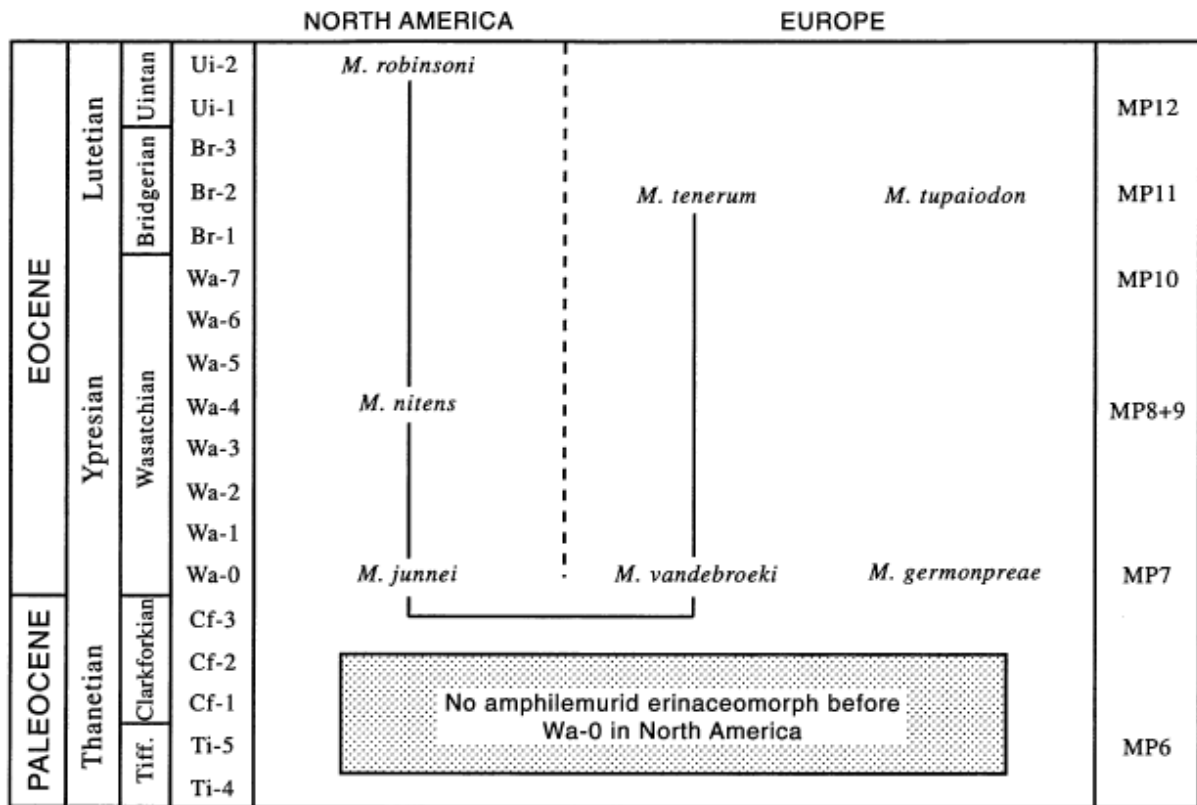 NORTH AMERICA EUROPE
EOCENE
PALEOCENE
Lutetian
Ypresian
Thanetian
Uintan
Bridgerian
Wasatchian
Clarkforkian
Tiff.
Ui-2 M. robinsoni
Ui-1 MP12
Br-3
Br-2 M. tenerum M. tupaiodon MP11
Br-1
Wa-7 MP10
Wa-6
Wa-5
Wa-4 M. nitens MP8+9
Wa-3
Wa-2
Wa-1
Wa-0 M. junnei M. vandebroeki M. germonpreae MP7
Cf-3
Cf-2
Cf-1
No amphilemurid erinaceomorph before
Wa-0 in North America
Ti-5 MP6
Ti-4